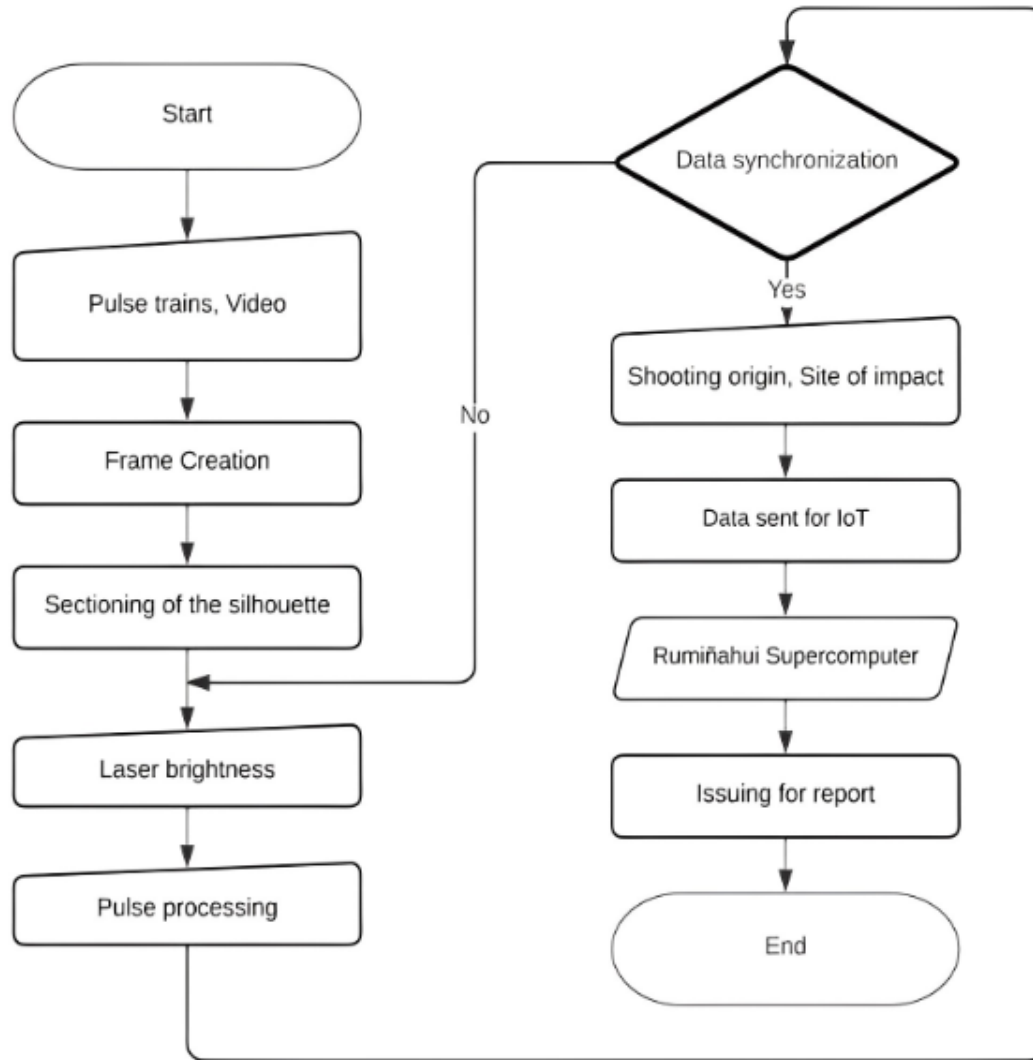 Start
Pulse trains, Video
Frame Creation
Sectioning of the silhouette
Laser brightness
Pulse processing
No
Data synchronization
Yes
Shooting origin, Site of impact
Data sent for IoT
Rumiñahui Supercomputer
Issuing for report
End